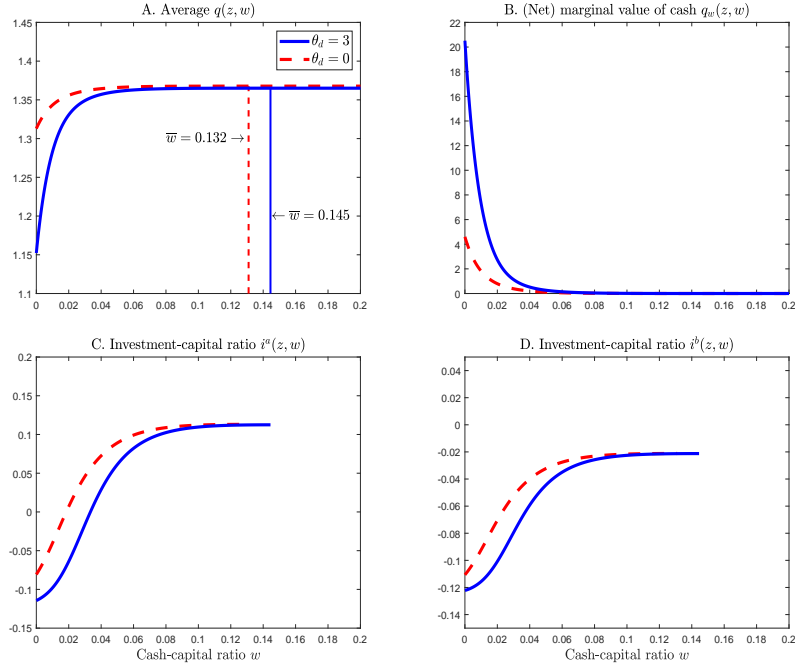 A. Average q(z, w)
1.45
1.4
1.35
1.3
1.25
1.2
1.15
1.1
0 0.02 0.04 0.06 0.08 0.1 0.12 0.14 0.16 0.18 0.2
θ_d = 3
θ_d = 0
w̅ = 0.132 →
← w̅ = 0.145
B. (Net) marginal value of cash q_w(z, w)
22
20
18
16
14
12
10
8
6
4
2
0
0 0.02 0.04 0.06 0.08 0.1 0.12 0.14 0.16 0.18 0.2
C. Investment-capital ratio i^a(z, w)
0.2
0.15
0.1
0.05
0
-0.05
-0.1
-0.15
0 0.02 0.04 0.06 0.08 0.1 0.12 0.14 0.16 0.18 0.2
Cash-capital ratio w
D. Investment-capital ratio i^b(z, w)
0.04
0.02
0
-0.02
-0.04
-0.06
-0.08
-0.1
-0.12
-0.14
0 0.02 0.04 0.06 0.08 0.1 0.12 0.14 0.16 0.18 0.2
Cash-capital ratio w